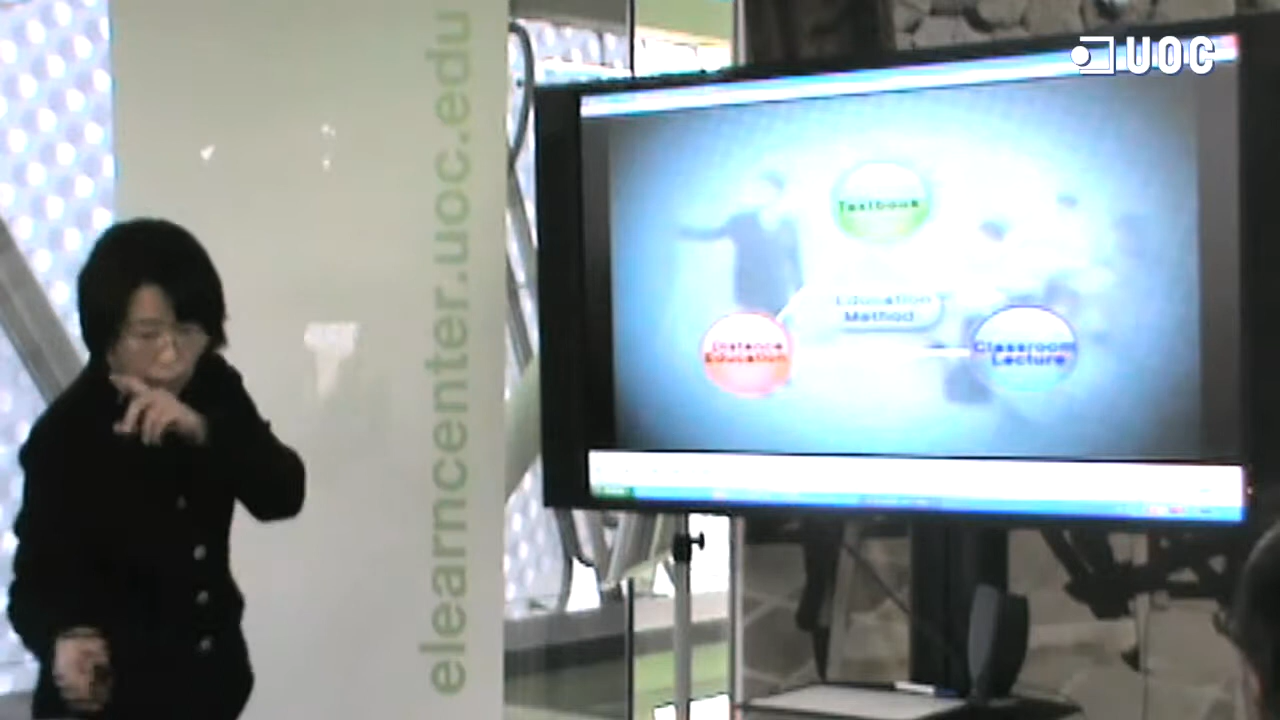 UOC
elearncenter.uoc.edu
Textbook
Education
Method
Distance
Education
Classroom
Lecture